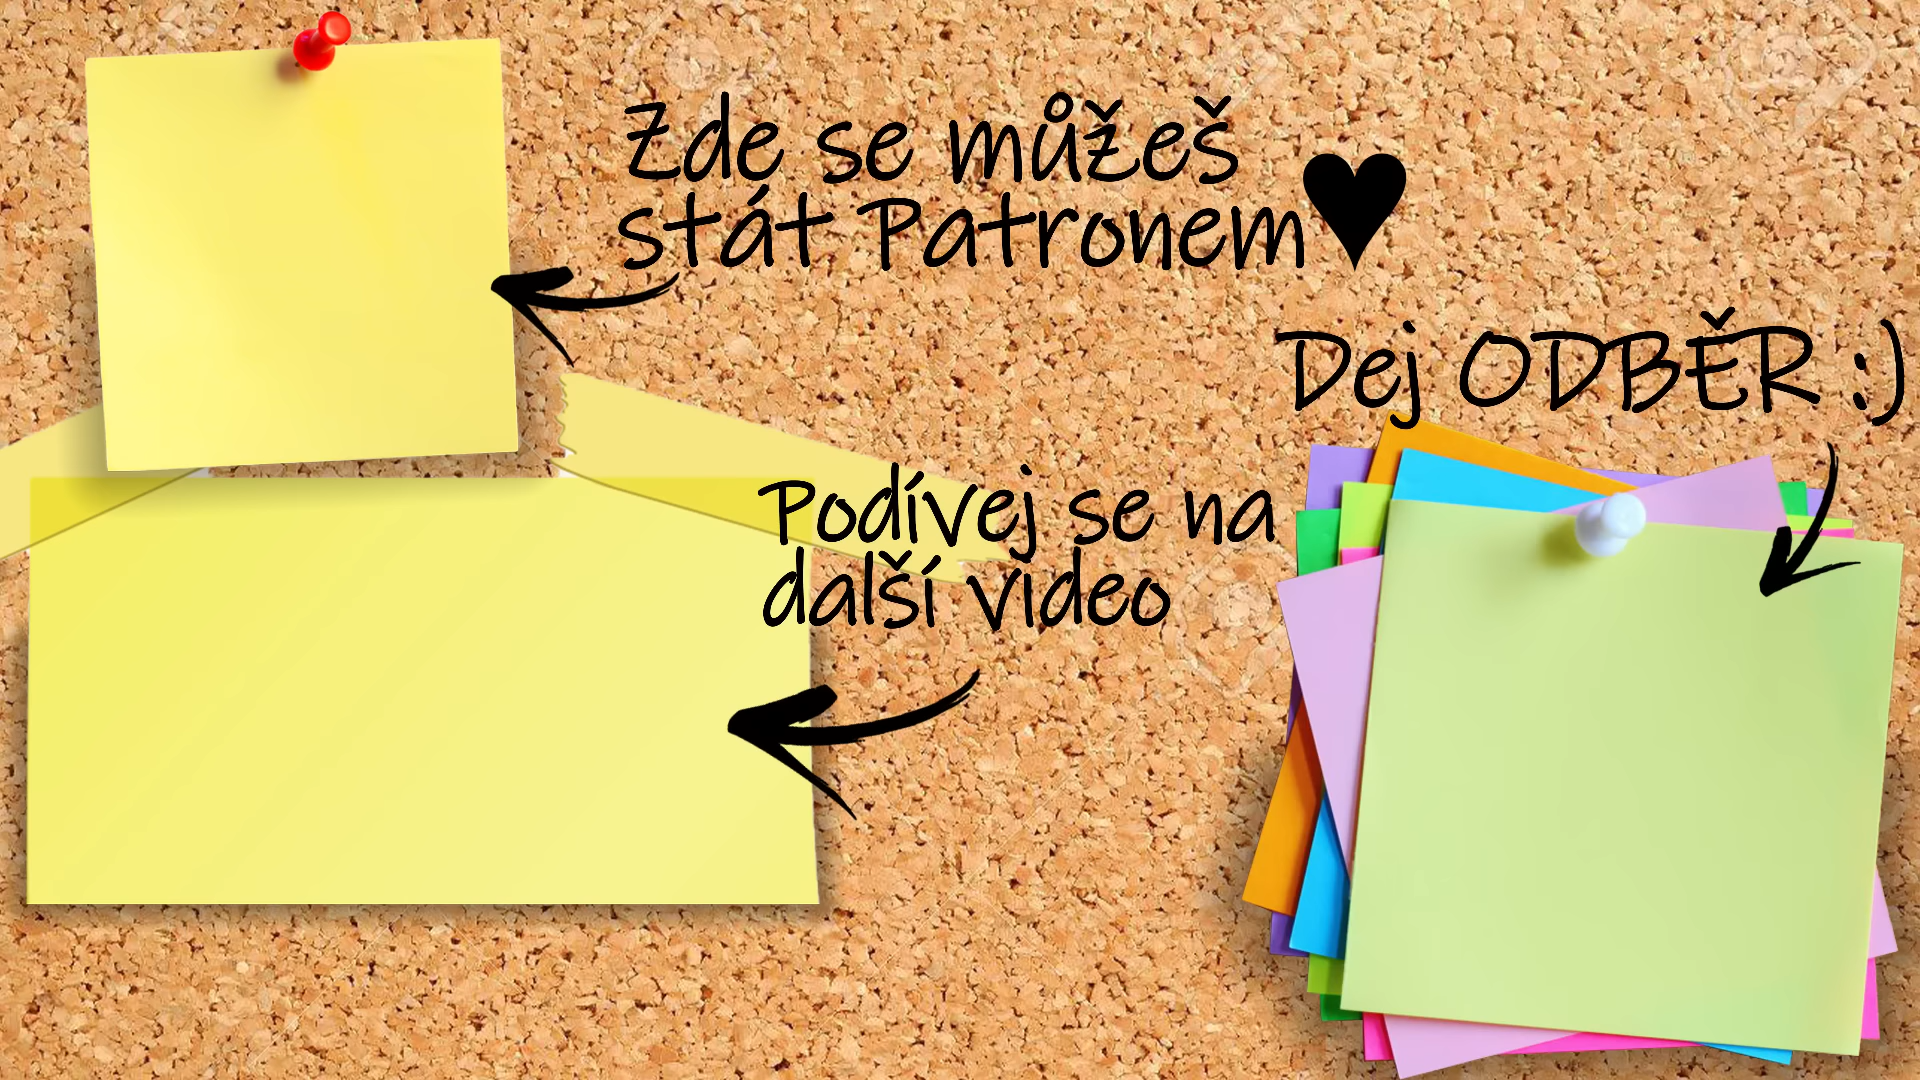 Zde se můžeš
stát Patronem♥
Dej ODBĚR :)
Podívej se na
další video